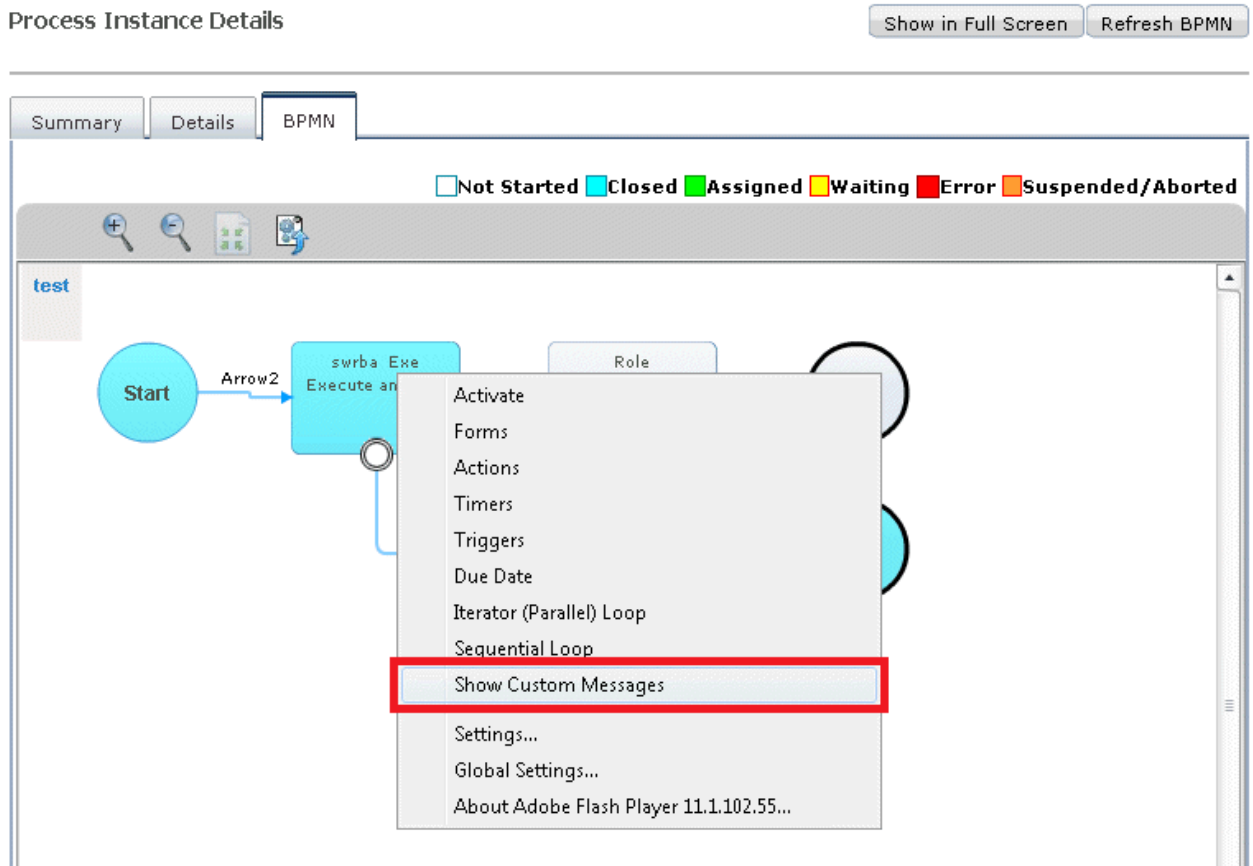 Process Instance Details
Show in Full Screen
Refresh BPMN
Summary
Details
BPMN
Not Started
Closed
Assigned
Waiting
Error
Suspended/Aborted
test
Start
Arrow2
swrba Exe
Execute an
Role
Activate
Forms
Actions
Timers
Triggers
Due Date
Iterator (Parallel) Loop
Sequential Loop
Show Custom Messages
Settings...
Global Settings...
About Adobe Flash Player 11.1.102.55...